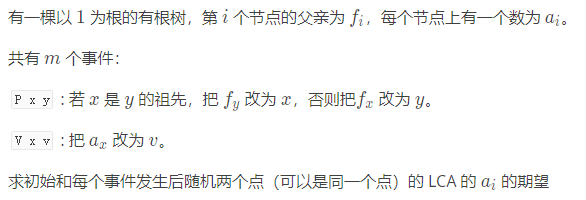 有一棵以 1 为根的有根树，第 i 个节点的父亲为 f_i，每个节点上有一个数为 a_i。
共有 m 个事件：
P x y : 若 x 是 y 的祖先，把 f_y 改为 x，否则把 f_x 改为 y。
V x v : 把 a_x 改为 v。
求初始和每个事件发生后随机两个点（可以是同一个点）的 LCA 的 a_i 的期望